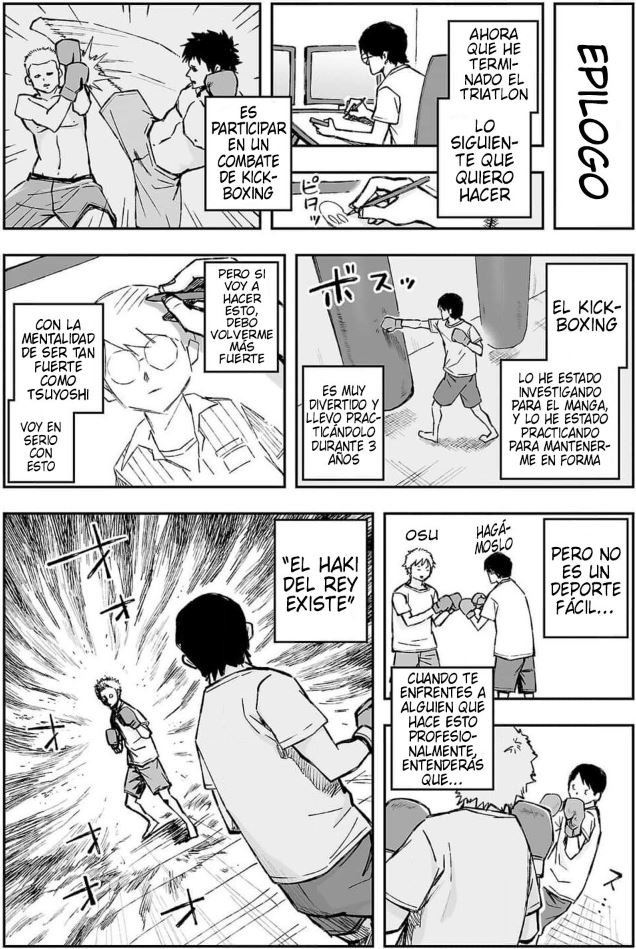 EPILOGO
AHORA
QUE HE
TERMI-
NADO EL
TRIATLON
LO
SIGUIEN-
TE QUE
QUIERO
HACER
ピタッ
ES
PARTICIPAR
EN UN
COMBATE
DE KICK-
BOXING
EL KICK-
BOXING
LO HE ESTADO
INVESTIGANDO
PARA EL MANGA,
Y LO HE ESTADO
PRACTICANDO
PARA MANTENER-
ME EN FORMA
ボスッ
ES MUY
DIVERTIDO Y
LLEVO PRAC-
TICÁNDOLO
DURANTE 3
AÑOS
PERO SI
VOY A
HACER
ESTO,
DEBO
VOLVERME
MÁS
FUERTE
CON LA
MENTALIDAD
DE SER TAN
FUERTE
COMO
TSUYOSHI
VOY EN
SERIO
CON
ESTO
PERO NO
ES UN
DEPORTE
FÁCIL...
HAGÁ-
MOSLO
OSU
CUANDO TE
ENFRENTES A
ALGUIEN QUE
HACE ESTO
PROFESIO-
NALMENTE,
ENTENDERÁS
QUE...
"EL HAKI
DEL REY
EXISTE"